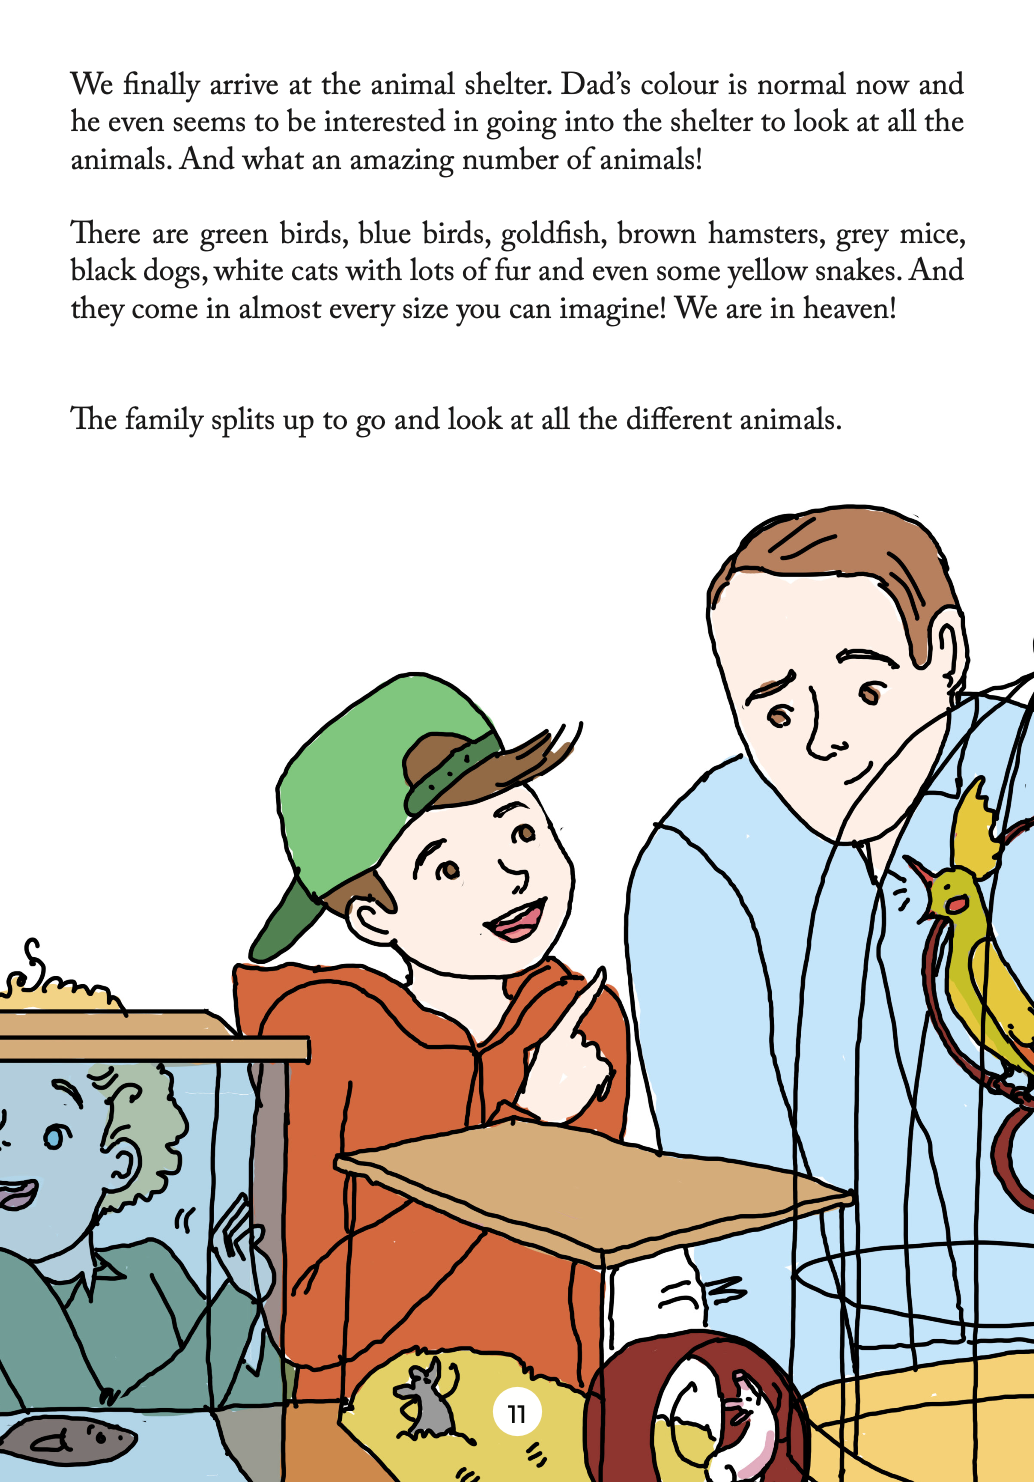 We finally arrive at the animal shelter. Dad’s colour is normal now and
he even seems to be interested in going into the shelter to look at all the
animals. And what an amazing number of animals!
There are green birds, blue birds, goldfish, brown hamsters, grey mice,
black dogs, white cats with lots of fur and even some yellow snakes. And
they come in almost every size you can imagine! We are in heaven!
The family splits up to go and look at all the different animals.
11